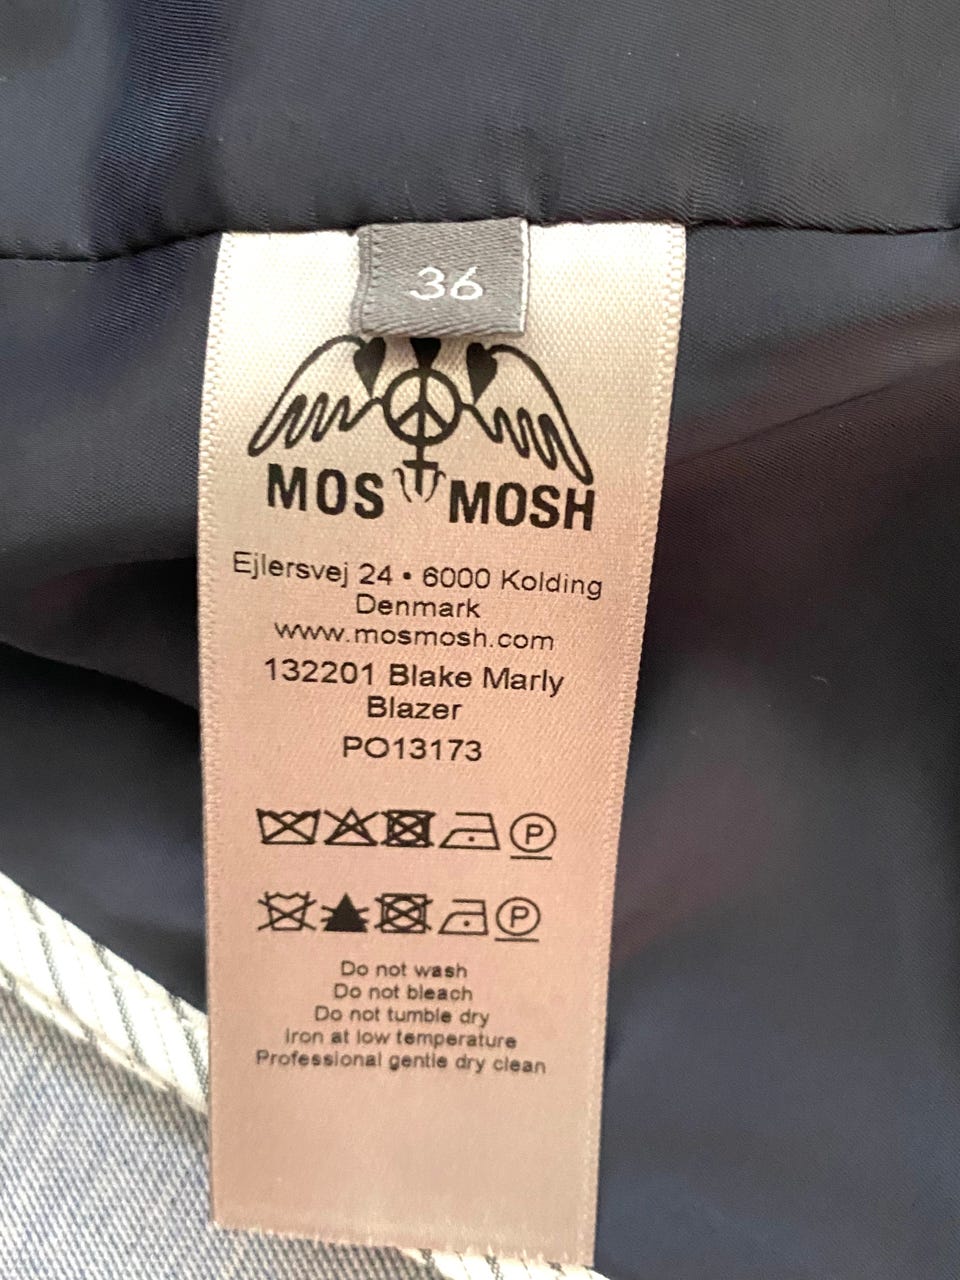 36
MOS MOSH
Ejlersvej 24 • 6000 Kolding
Denmark
www.mosmosh.com
132201 Blake Marly
Blazer
PO13173
P
P
Do not wash
Do not bleach
Do not tumble dry
Iron at low temperature
Professional gentle dry clean